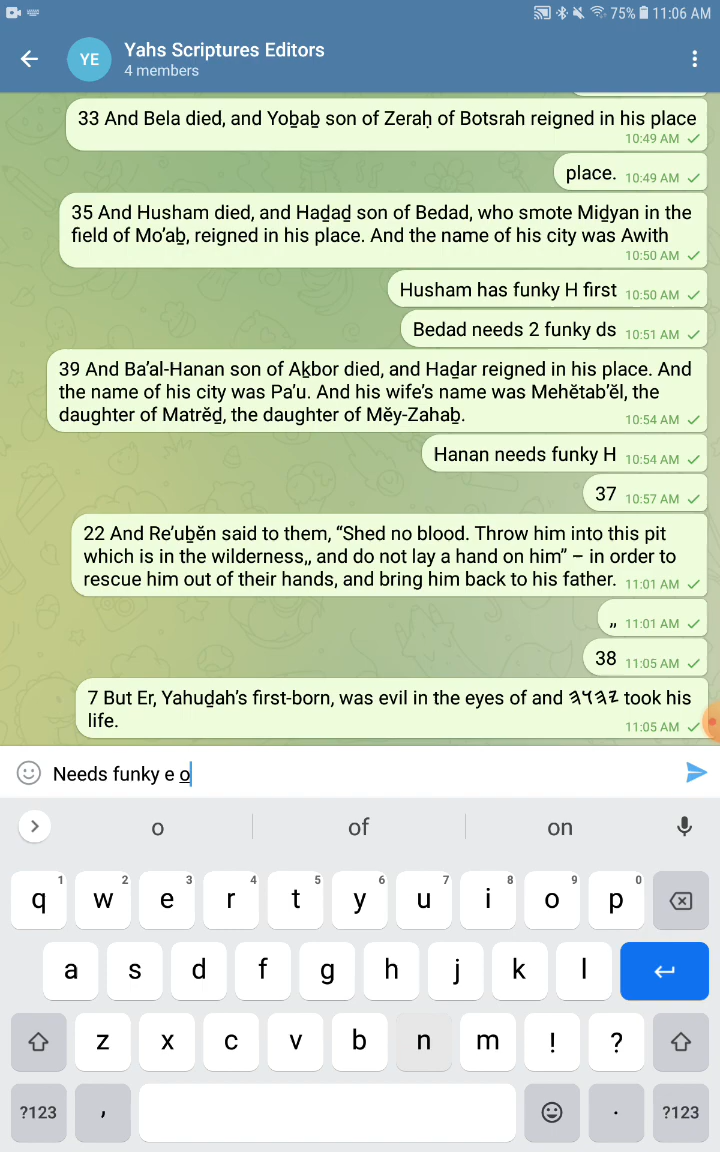 75% 11:06 AM
YE
Yahs Scriptures Editors
4 members
33 And Bela died, and Yoḇaḇ son of Zeraḥ of Botsrah reigned in his place
10:49 AM
place. 10:49 AM
35 And Husham died, and Haḏaḏ son of Bedad, who smote Miḏyan in the
field of Mo’aḇ, reigned in his place. And the name of his city was Awith
10:50 AM
Husham has funky H first 10:50 AM
Bedad needs 2 funky ds 10:51 AM
39 And Ba’al-Hanan son of Aḵbor died, and Haḏar reigned in his place. And
the name of his city was Pa’u. And his wife’s name was Mehĕtab’ĕl, the
daughter of Matrĕḏ, the daughter of Mĕy-Zahaḇ.
10:54 AM
Hanan needs funky H 10:54 AM
37 10:57 AM
22 And Re’uḇĕn said to them, “Shed no blood. Throw him into this pit
which is in the wilderness,, and do not lay a hand on him” – in order to
rescue him out of their hands, and bring him back to his father. 11:01 AM
,, 11:01 AM
38 11:05 AM
7 But Er, Yahuḏah’s first-born, was evil in the eyes of and 𐤉𐤄𐤅𐤄 took his
life.
11:05 AM
Needs funky e o
o of on
1 2 3 4 5 6 7 8 9 0
q w e r t y u i o p
a s d f g h j k l
z x c v b n m ! ?
?123 , . ?123